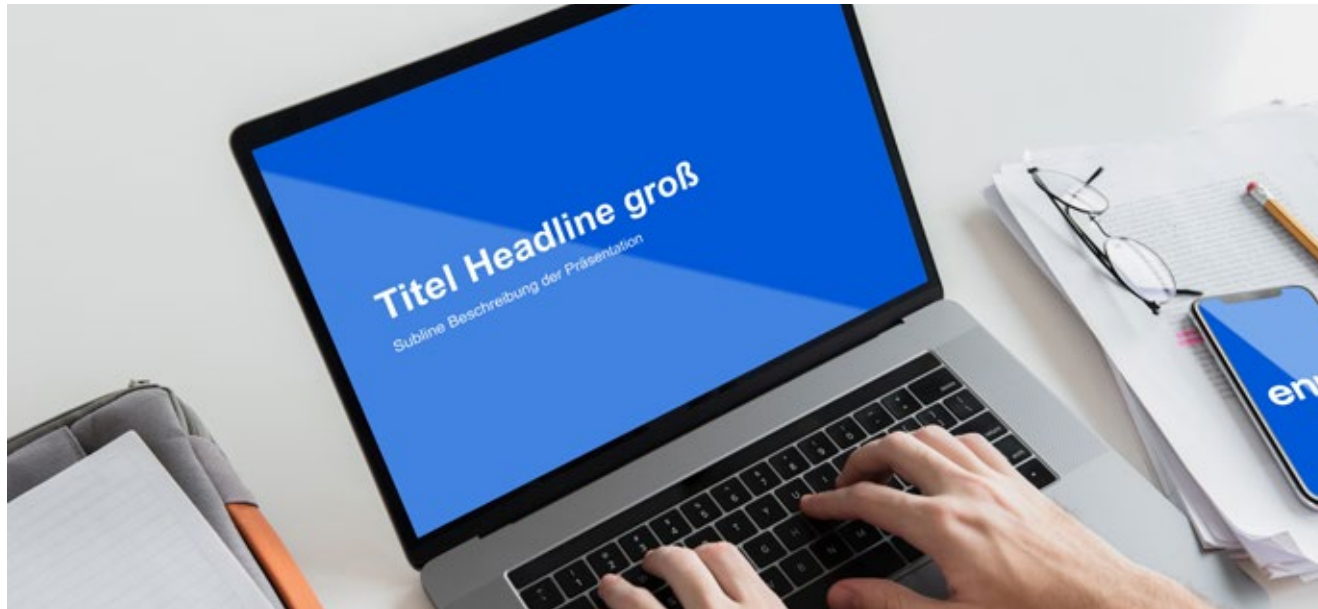 Titel Headline groß
Subline Beschreibung der Präsentation